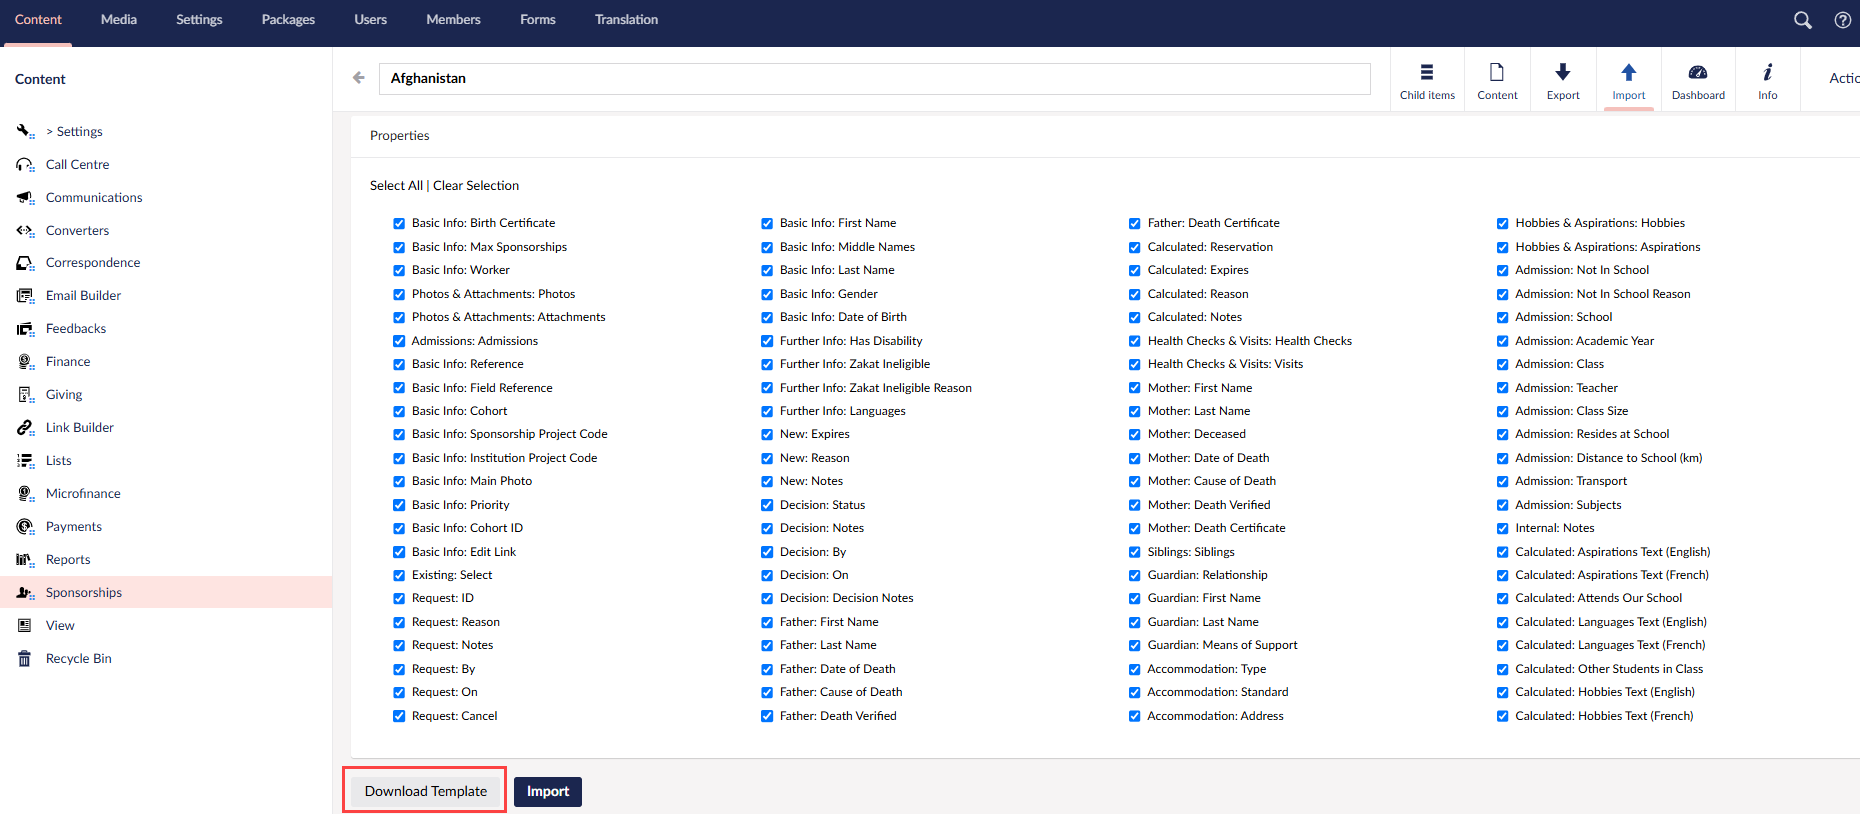 Content Media Settings Packages Users Members Forms Translation
Content
> Settings
Call Centre
Communications
Converters
Correspondence
Email Builder
Feedbacks
Finance
Giving
Link Builder
Lists
Microfinance
Payments
Reports
Sponsorships
View
Recycle Bin
Afghanistan
Child items Content Export Import Dashboard Info Actio
Properties
Select All | Clear Selection
Basic Info: Birth Certificate
Basic Info: Max Sponsorships
Basic Info: Worker
Photos & Attachments: Photos
Photos & Attachments: Attachments
Admissions: Admissions
Basic Info: Reference
Basic Info: Field Reference
Basic Info: Cohort
Basic Info: Sponsorship Project Code
Basic Info: Institution Project Code
Basic Info: Main Photo
Basic Info: Priority
Basic Info: Cohort ID
Basic Info: Edit Link
Existing: Select
Request: ID
Request: Reason
Request: Notes
Request: By
Request: On
Request: Cancel
Basic Info: First Name
Basic Info: Middle Names
Basic Info: Last Name
Basic Info: Gender
Basic Info: Date of Birth
Further Info: Has Disability
Further Info: Zakat Ineligible
Further Info: Zakat Ineligible Reason
Further Info: Languages
New: Expires
New: Reason
New: Notes
Decision: Status
Decision: Notes
Decision: By
Decision: On
Decision: Decision Notes
Father: First Name
Father: Last Name
Father: Date of Death
Father: Cause of Death
Father: Death Verified
Father: Death Certificate
Calculated: Reservation
Calculated: Expires
Calculated: Reason
Calculated: Notes
Health Checks & Visits: Health Checks
Health Checks & Visits: Visits
Mother: First Name
Mother: Last Name
Mother: Deceased
Mother: Date of Death
Mother: Cause of Death
Mother: Death Verified
Mother: Death Certificate
Siblings: Siblings
Guardian: Relationship
Guardian: First Name
Guardian: Last Name
Guardian: Means of Support
Accommodation: Type
Accommodation: Standard
Accommodation: Address
Hobbies & Aspirations: Hobbies
Hobbies & Aspirations: Aspirations
Admission: Not In School
Admission: Not In School Reason
Admission: School
Admission: Academic Year
Admission: Class
Admission: Teacher
Admission: Class Size
Admission: Resides at School
Admission: Distance to School (km)
Admission: Transport
Admission: Subjects
Internal: Notes
Calculated: Aspirations Text (English)
Calculated: Aspirations Text (French)
Calculated: Attends Our School
Calculated: Languages Text (English)
Calculated: Languages Text (French)
Calculated: Other Students in Class
Calculated: Hobbies Text (English)
Calculated: Hobbies Text (French)
Download Template Import